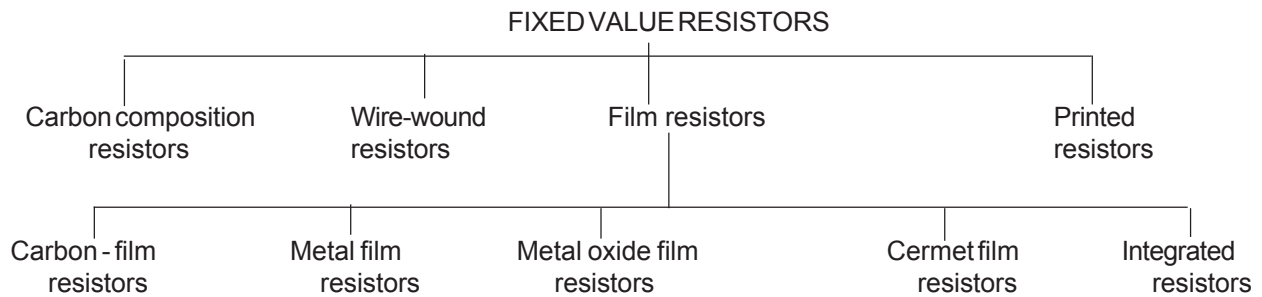 FIXED VALUE RESISTORS
Carbon composition resistors
Wire-wound resistors
Film resistors
Printed resistors
Carbon - film resistors
Metal film resistors
Metal oxide film resistors
Cermet film resistors
Integrated resistors